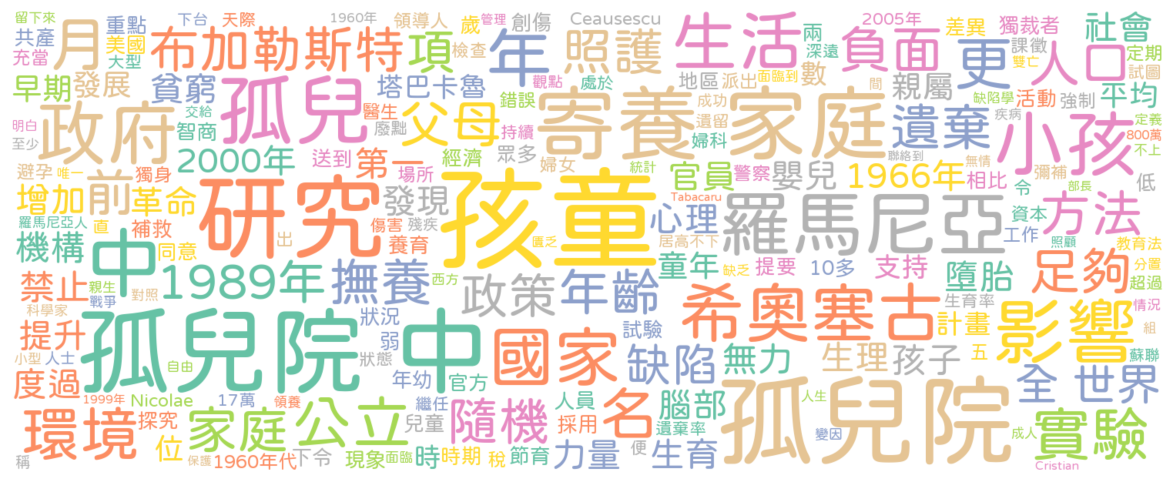 留下來 重點 下台 天際 1960年 領導人 歲 管理 創傷 Ceausescu 兩 2005年 差異 獨裁者 社會
共產 美國 月 布加勒斯特 項 檢查 年 照護 生活 深遠 負面 更 課徵 人口 定期
充當 大型 觀點 處於 地區 派出 面臨到 數 親屬 間 雙亡 試圖
早期 發展 貧窮 塔巴卡魯 醫生 錯誤 成功 缺陷學 活動 強制 平均
政府 交給 孤兒 父母 寄養家庭 遺棄 疾病 小孩 定義
明白 至少 智商 廢黜 持續 遺留 婦科 聯絡到 800萬 不上
避孕 唯一 獨身 2000年 送到 第一 場所 經濟 眾多 婦女 統計 官員 警察 嬰兒 1966年 無情 相比 彌補 部長 令 低
增加 前 革命 研究 發現 孩童 Tabacaru 心理 羅馬尼亞 資本 方法
羅馬尼亞人 直 補救 傷害 殘疾 匱乏 居高不下 工作 照顧 教育法
機構 中 出 同意 養育 西方 政策 年齡 童年 缺乏 提要 10多 支持 墮胎 足夠 分置 超過
禁止 親生 戰爭 對照 1989年 撫養 生育率 情況
科學家 孤兒院 中 國家 試驗 希奧塞古 計畫 影響 組
提升 小型 人士 自由 狀況 弱 狀態 缺陷 無力 生理 孩子 五 蘇聯
度過 1999年 Nicolae 17萬 領養 年幼 官方 繼任 人員 腦部 孤兒院 人生 全 世界
環境 探究 家庭 公立 兒童 隨機 採用 名 遺棄率 變因 成人 實驗
稱 位 保護 1960年代 下令 現象 面臨 時 時期 稅 節育 力量 便 生育 Cristian